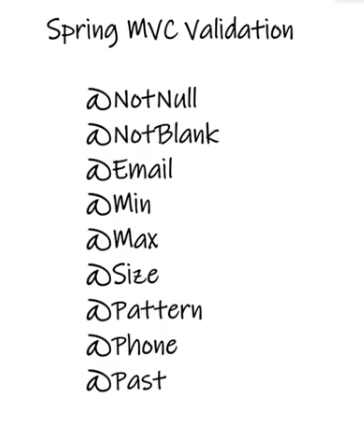 Spring MVC Validation
@NotNull
@NotBlank
@Email
@Min
@Max
@Size
@Pattern
@Phone
@Past